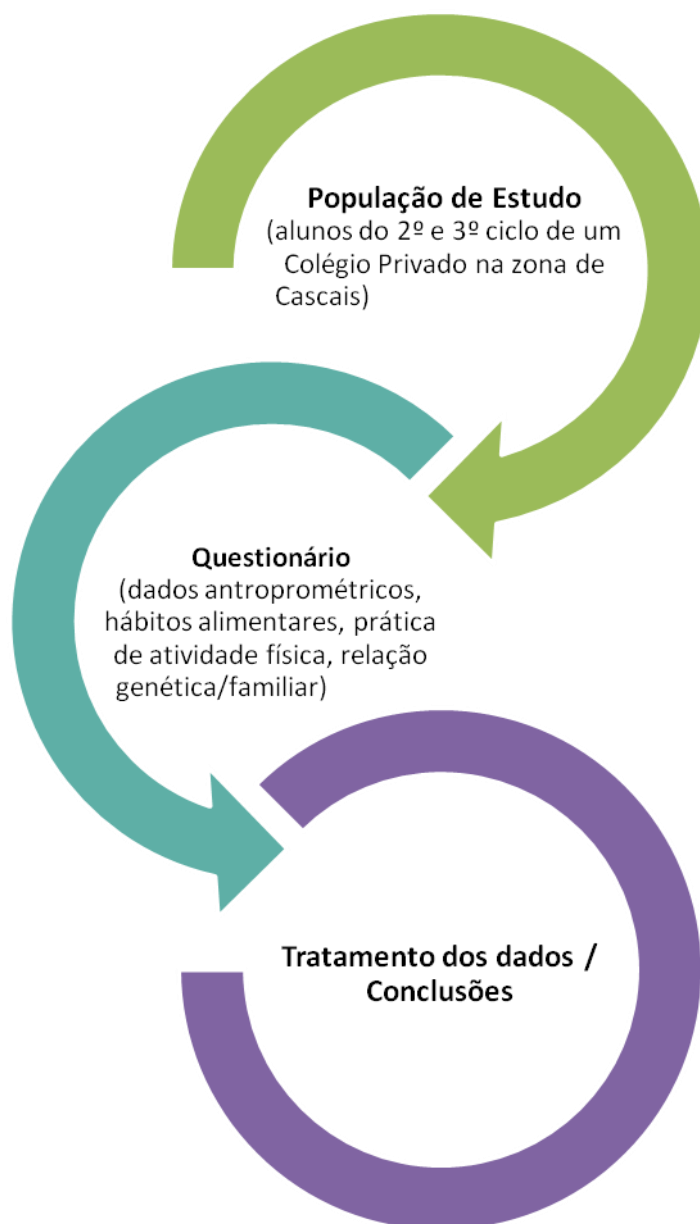 População de Estudo
(alunos do 2º e 3º ciclo de um
Colégio Privado na zona de
Cascais)
Questionário
(dados antroprométricos,
hábitos alimentares, prática
de atividade física, relação
genética/familiar)
Tratamento dos dados /
Conclusões